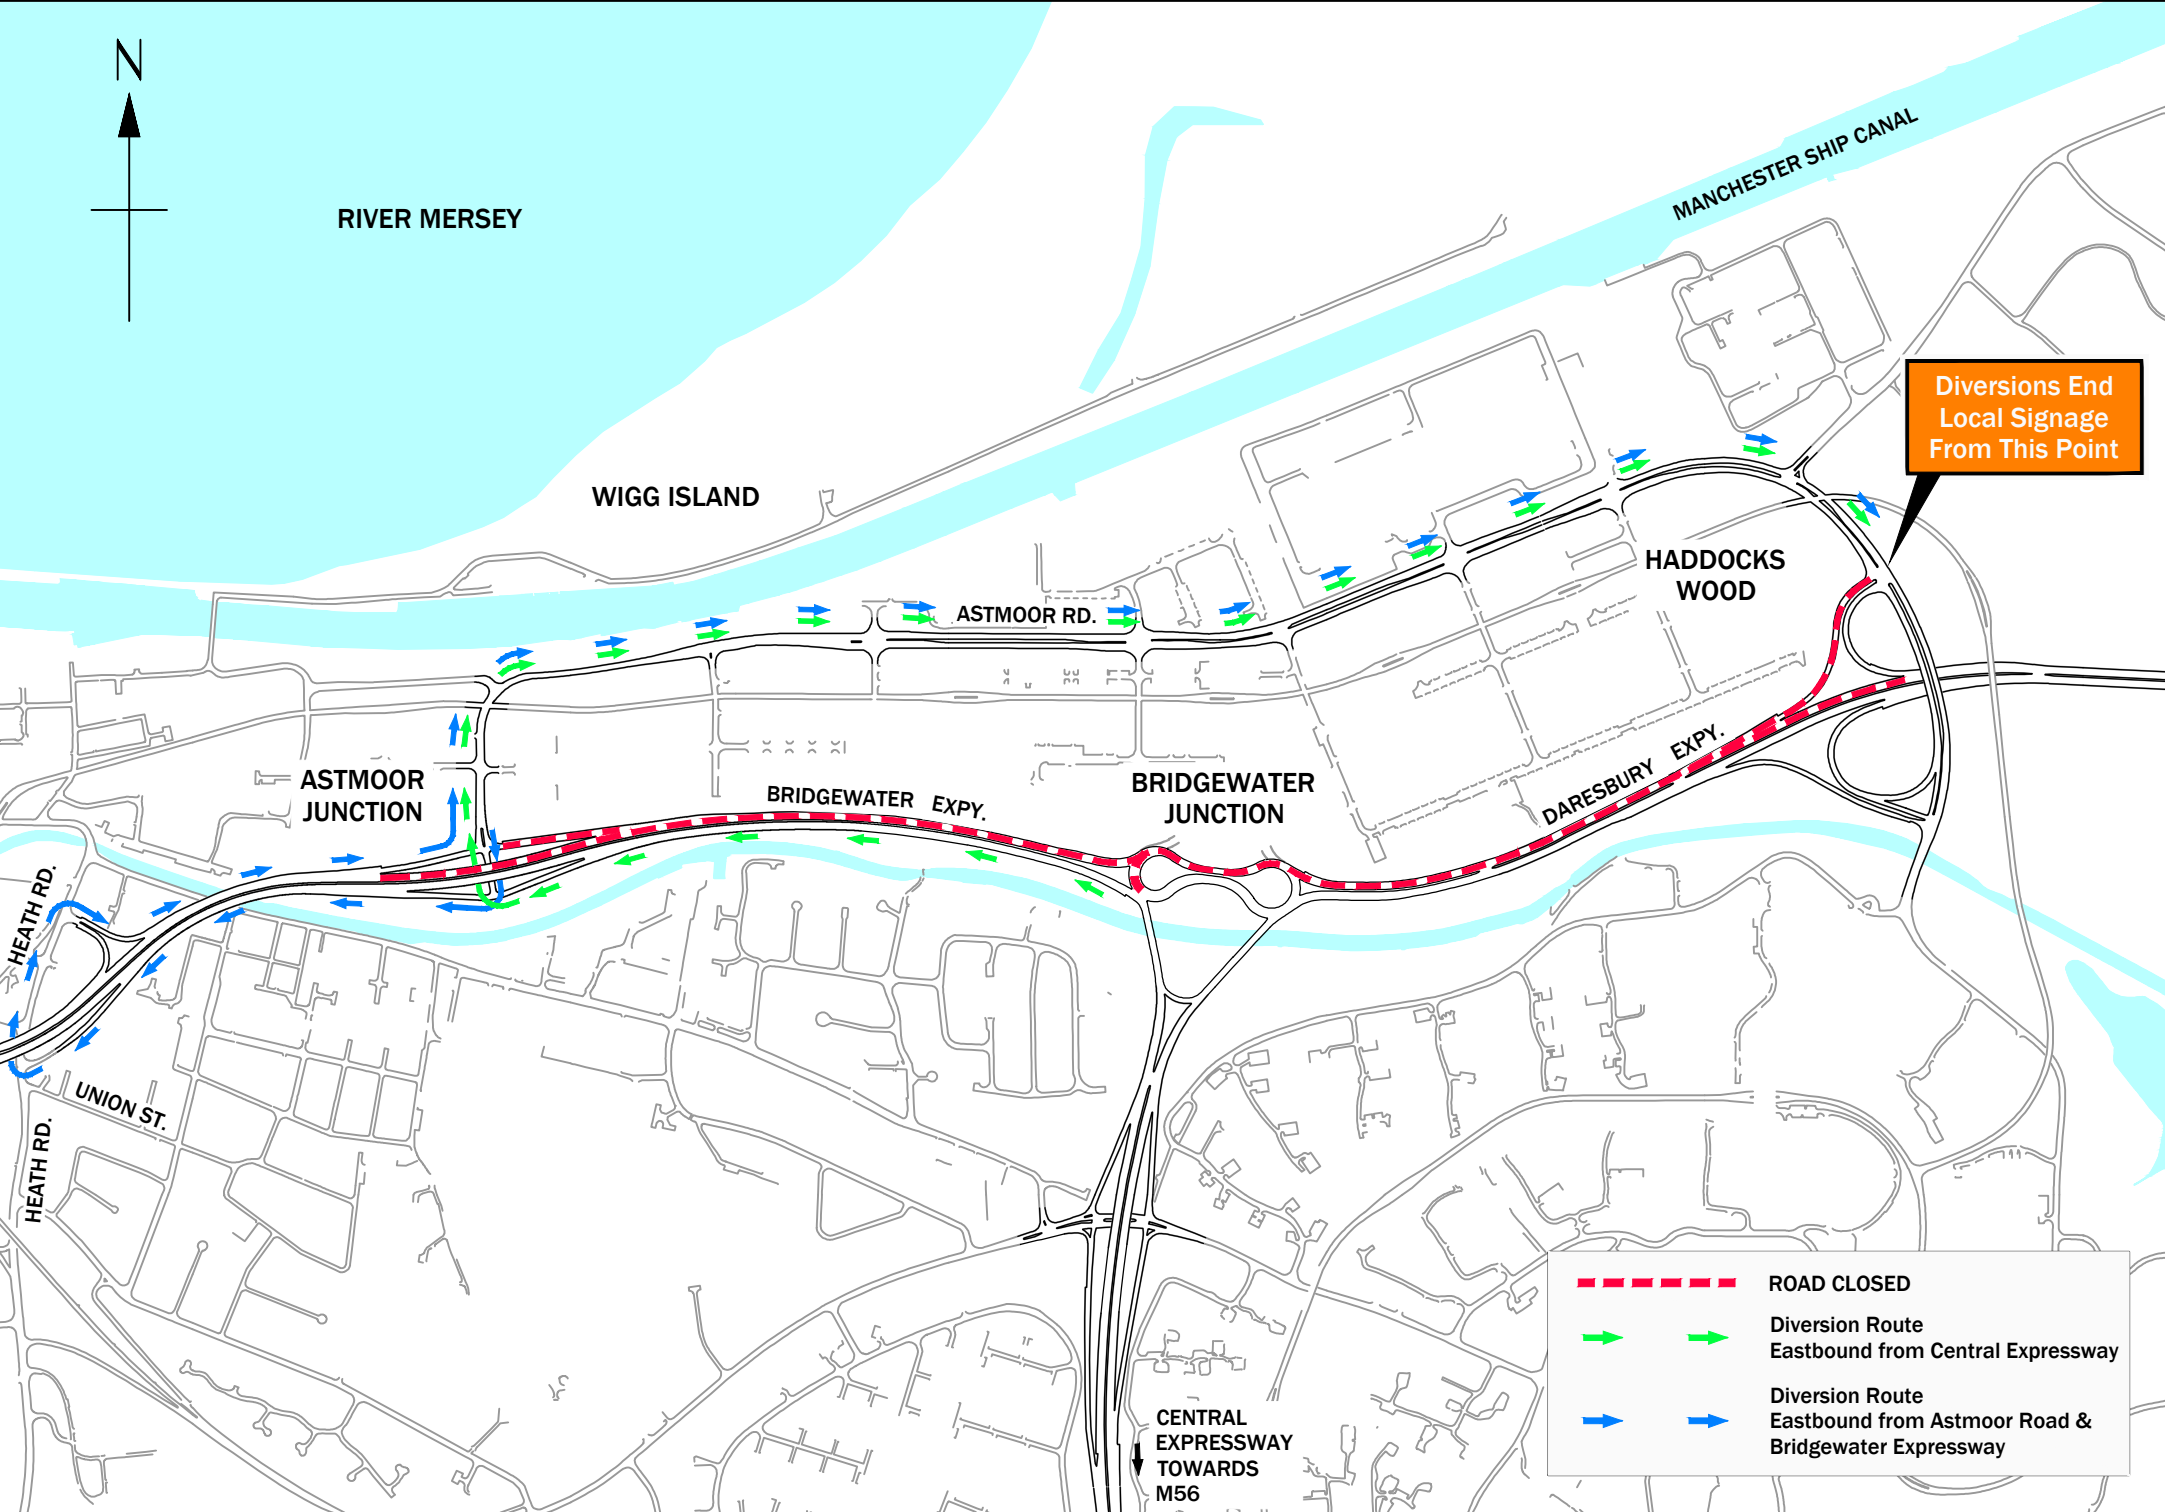 N
RIVER MERSEY
MANCHESTER SHIP CANAL
Diversions End
Local Signage
From This Point
WIGG ISLAND
HADDOCKS
WOOD
ASTMOOR RD.
ASTMOOR
JUNCTION
BRIDGEWATER EXPY.
BRIDGEWATER
JUNCTION
DARESBURY EXPY.
HEATH RD.
UNION ST.
HEATH RD.
ROAD CLOSED
Diversion Route
Eastbound from Central Expressway
Diversion Route
Eastbound from Astmoor Road &
Bridgewater Expressway
CENTRAL
EXPRESSWAY
TOWARDS
M56